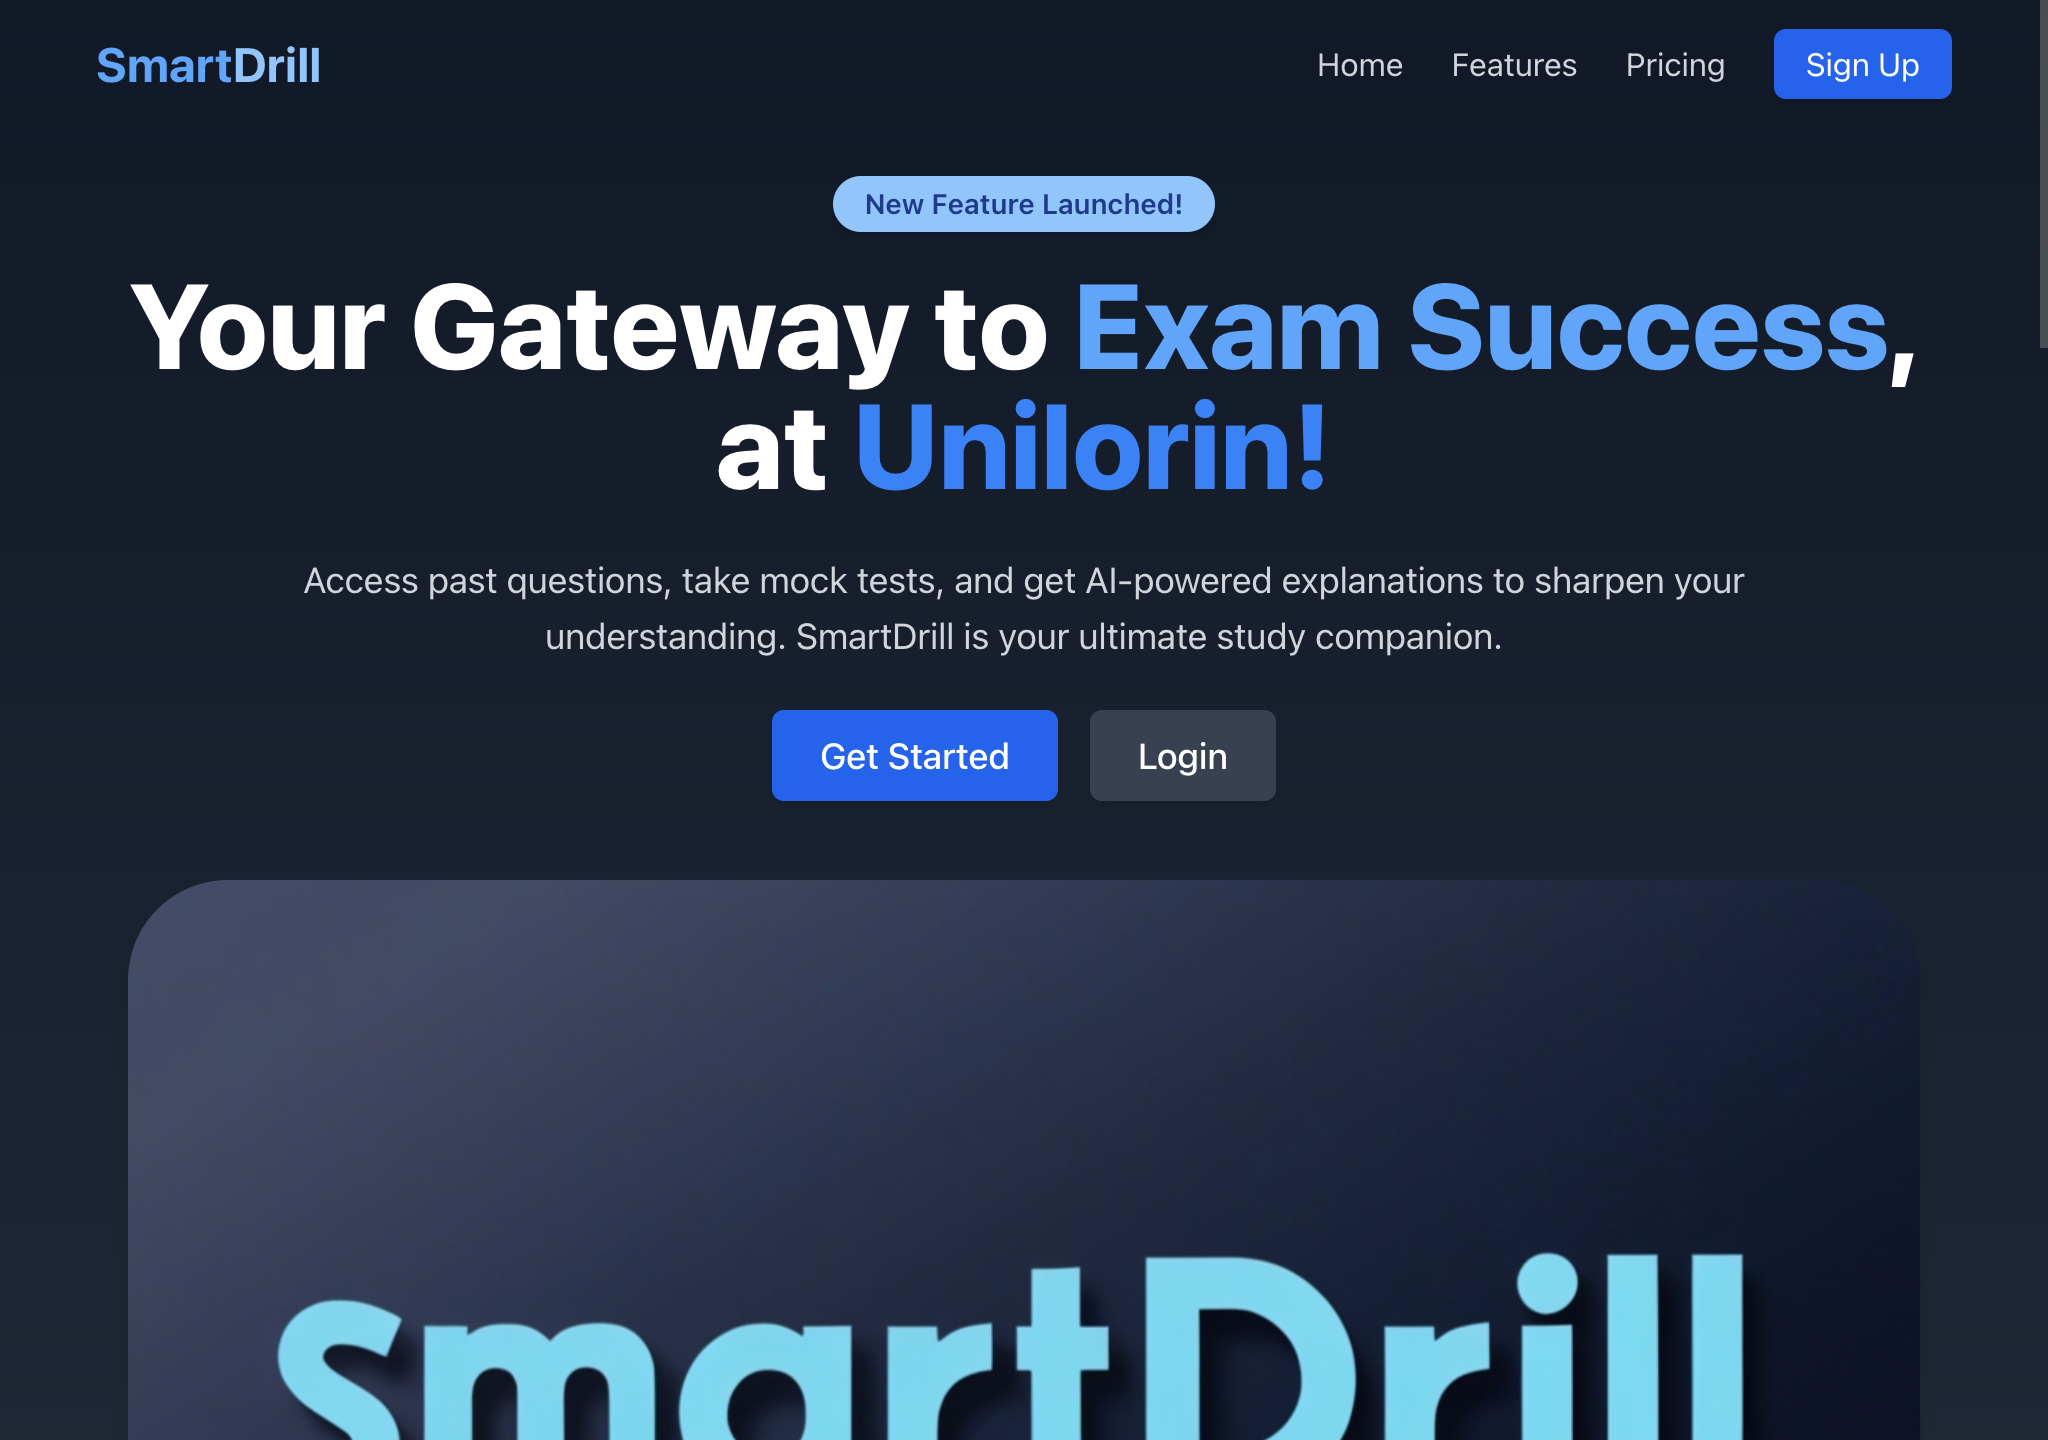 SmartDrill
Home Features Pricing Sign Up
New Feature Launched!
Your Gateway to Exam Success,
at Unilorin!
Access past questions, take mock tests, and get AI-powered explanations to sharpen your
understanding. SmartDrill is your ultimate study companion.
Get Started Login
smartDrill